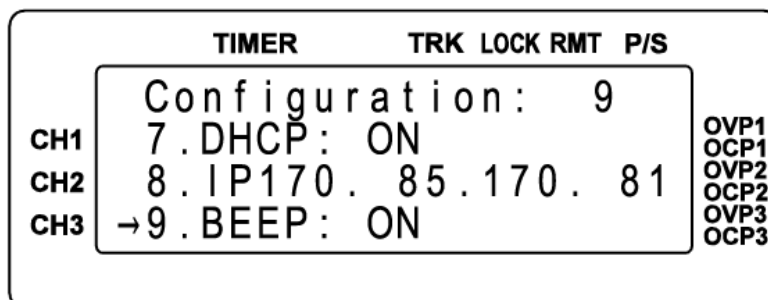 TIMER TRK LOCK RMT P/S
Configuration: 9
CH1 7.DHCP: ON OVP1
OCP1
CH2 8.IP170. 85.170. 81 OVP2
OCP2
CH3 →9.BEEP: ON OVP3
OCP3